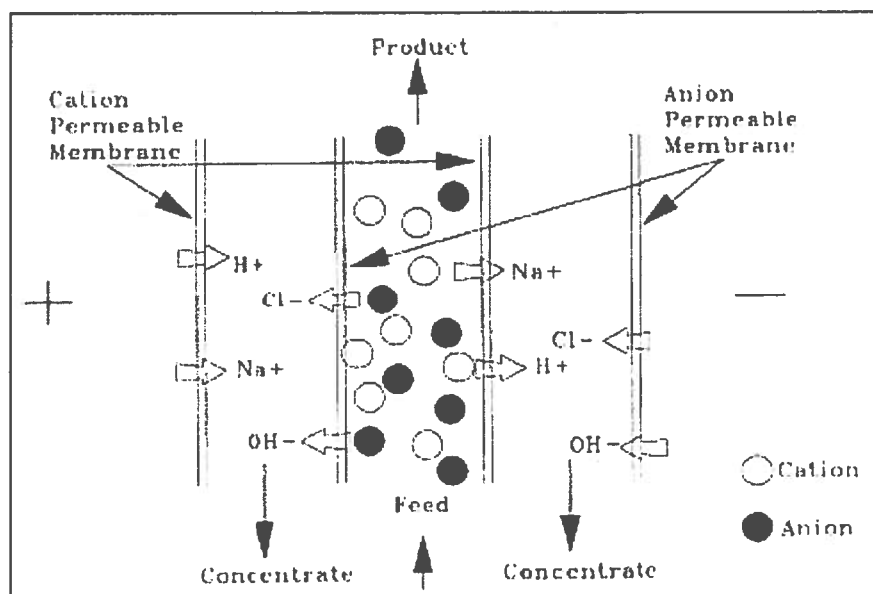 Product
Cation
Permeable
Membrane
Anion
Permeable
Membrane
H+
Na+
Cl-
+
-
Cl-
Na+
H+
OH-
OH-
Cation
Feed
Anion
Concentrate
Concentrate